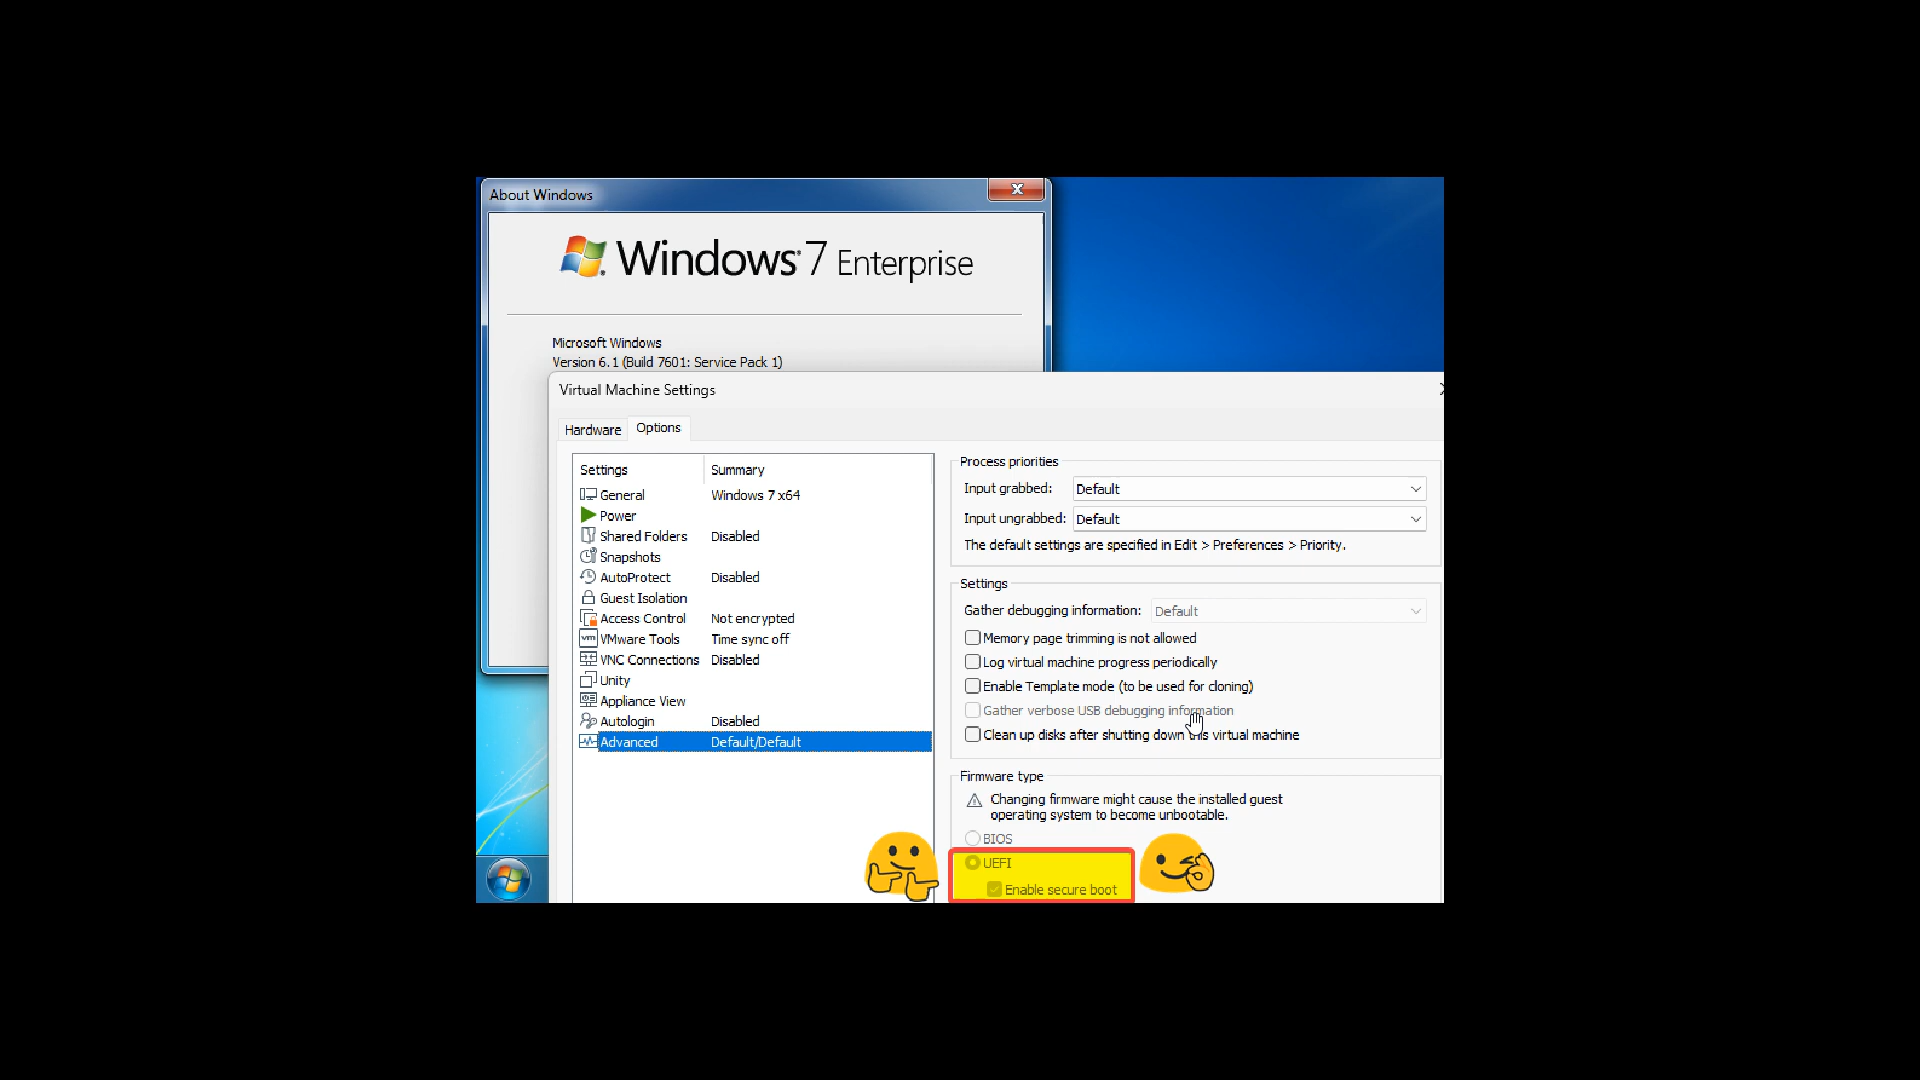 About Windows
Windows 7 Enterprise
Microsoft Windows
Version 6.1 (Build 7601: Service Pack 1)
Virtual Machine Settings
Hardware
Options
Settings
Summary
General
Windows 7 x64
Power
Shared Folders
Disabled
Snapshots
AutoProtect
Disabled
Guest Isolation
Access Control
Not encrypted
vm
VMware Tools
Time sync off
VNC Connections
Disabled
Unity
Appliance View
Autologin
Disabled
Advanced
Default/Default
Process priorities
Input grabbed:
Default
Input ungrabbed:
Default
The default settings are specified in Edit > Preferences > Priority.
Settings
Gather debugging information:
Default
Memory page trimming is not allowed
Log virtual machine progress periodically
Enable Template mode (to be used for cloning)
Gather verbose USB debugging information
Clean up disks after shutting down this virtual machine
Firmware type
Changing firmware might cause the installed guest
operating system to become unbootable.
BIOS
UEFI
Enable secure boot